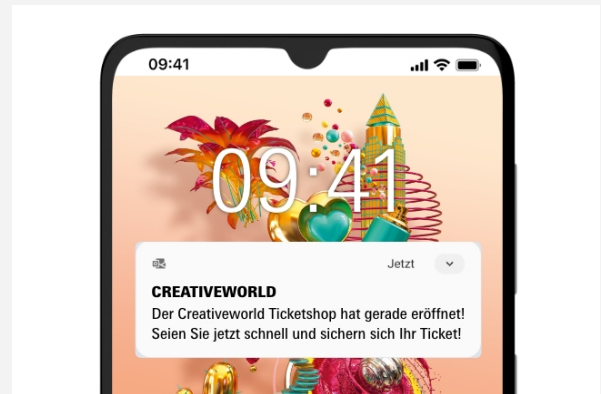 09:41
09:41
Jetzt
CREATIVEWORLD
Der Creativeworld Ticketshop hat gerade eröffnet!
Seien Sie jetzt schnell und sichern sich Ihr Ticket!